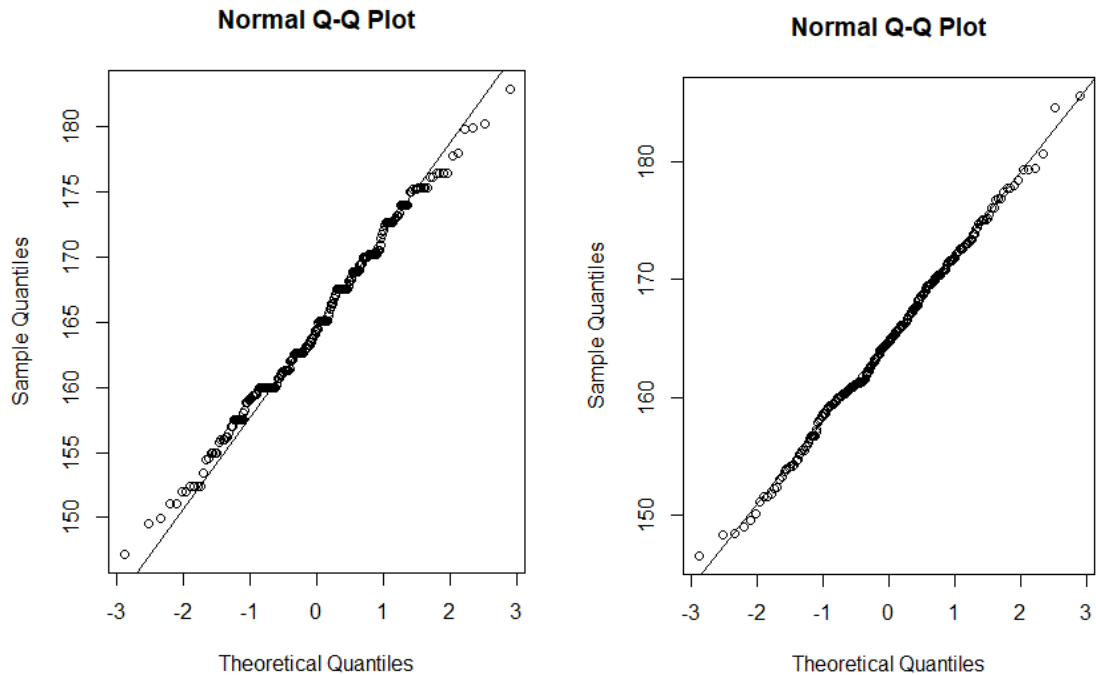 Normal Q-Q Plot
Sample Quantiles
180
175
170
165
160
155
150
-3 -2 -1 0 1 2 3
Theoretical Quantiles
Normal Q-Q Plot
Sample Quantiles
180
170
160
150
-3 -2 -1 0 1 2 3
Theoretical Quantiles